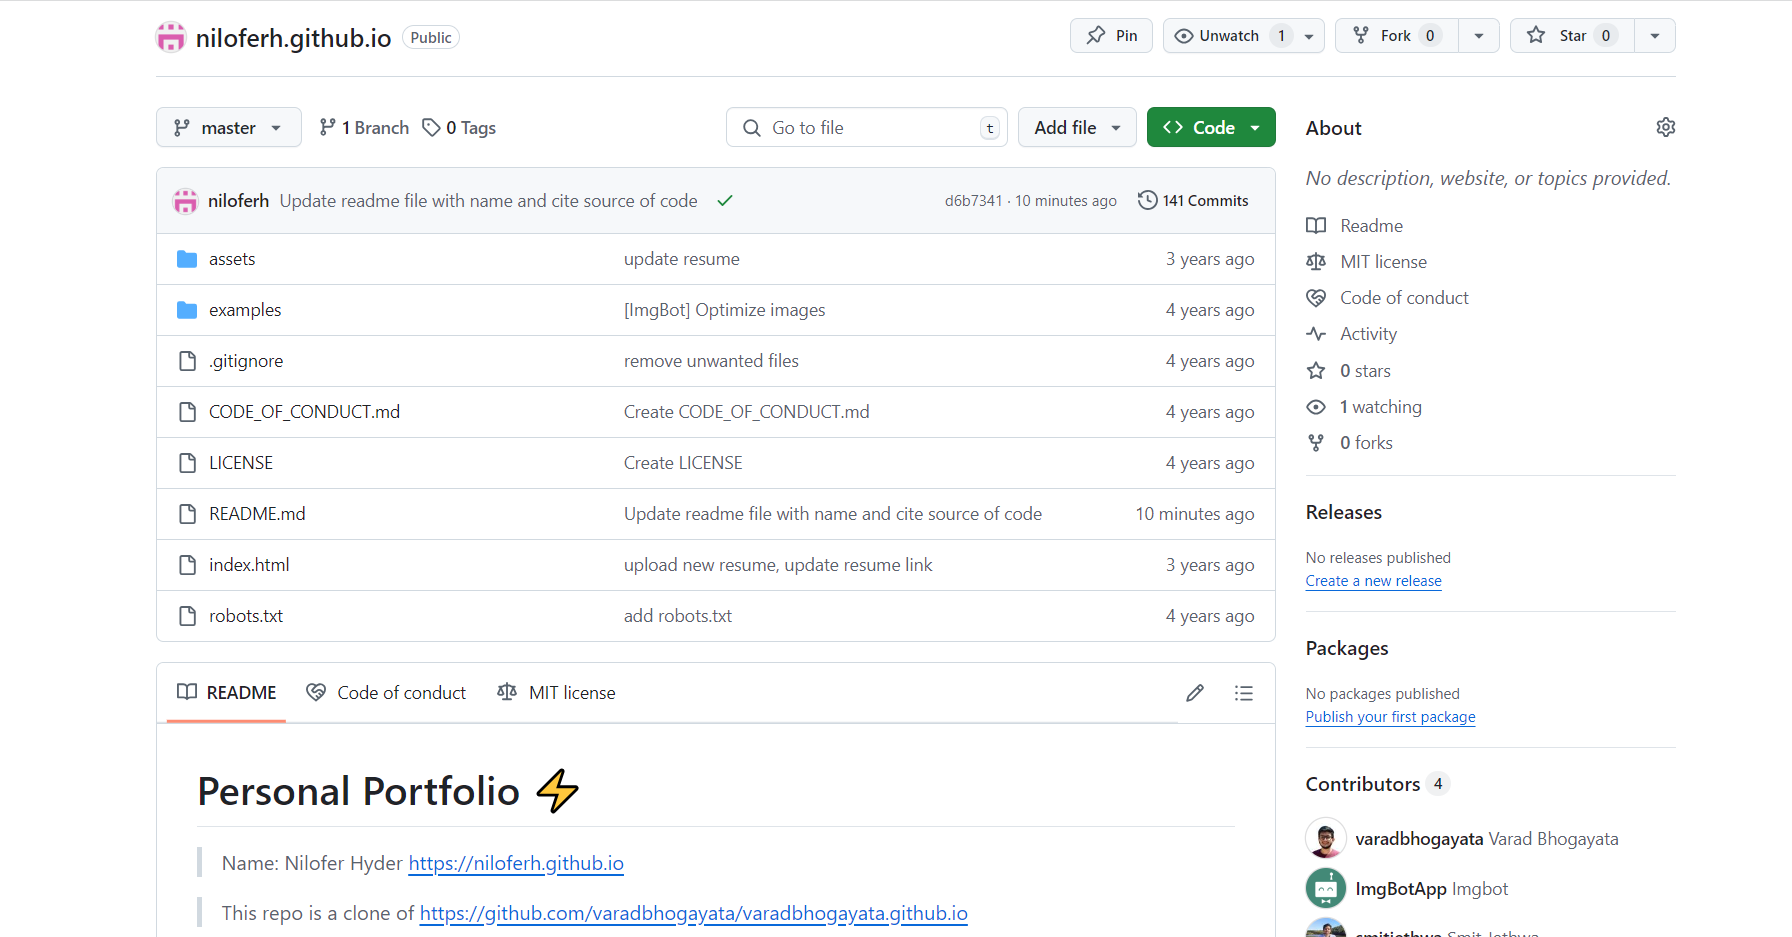 niloferh.github.io Public Pin Unwatch 1 Fork 0 Star 0
master 1 Branch 0 Tags Go to file t Add file Code
niloferh Update readme file with name and cite source of code d6b7341 · 10 minutes ago 141 Commits
assets update resume 3 years ago
examples [ImgBot] Optimize images 4 years ago
.gitignore remove unwanted files 4 years ago
CODE_OF_CONDUCT.md Create CODE_OF_CONDUCT.md 4 years ago
LICENSE Create LICENSE 4 years ago
README.md Update readme file with name and cite source of code 10 minutes ago
index.html upload new resume, update resume link 3 years ago
robots.txt add robots.txt 4 years ago
README Code of conduct MIT license
Personal Portfolio ⚡
Name: Nilofer Hyder https://niloferh.github.io
This repo is a clone of https://github.com/varadbhogayata/varadbhogayata.github.io
About
No description, website, or topics provided.
Readme
MIT license
Code of conduct
Activity
0 stars
1 watching
0 forks
Releases
No releases published
Create a new release
Packages
No packages published
Publish your first package
Contributors 4
varadbhogayata Varad Bhogayata
ImgBotApp Imgbot
smitjethwa Smit Jethwa